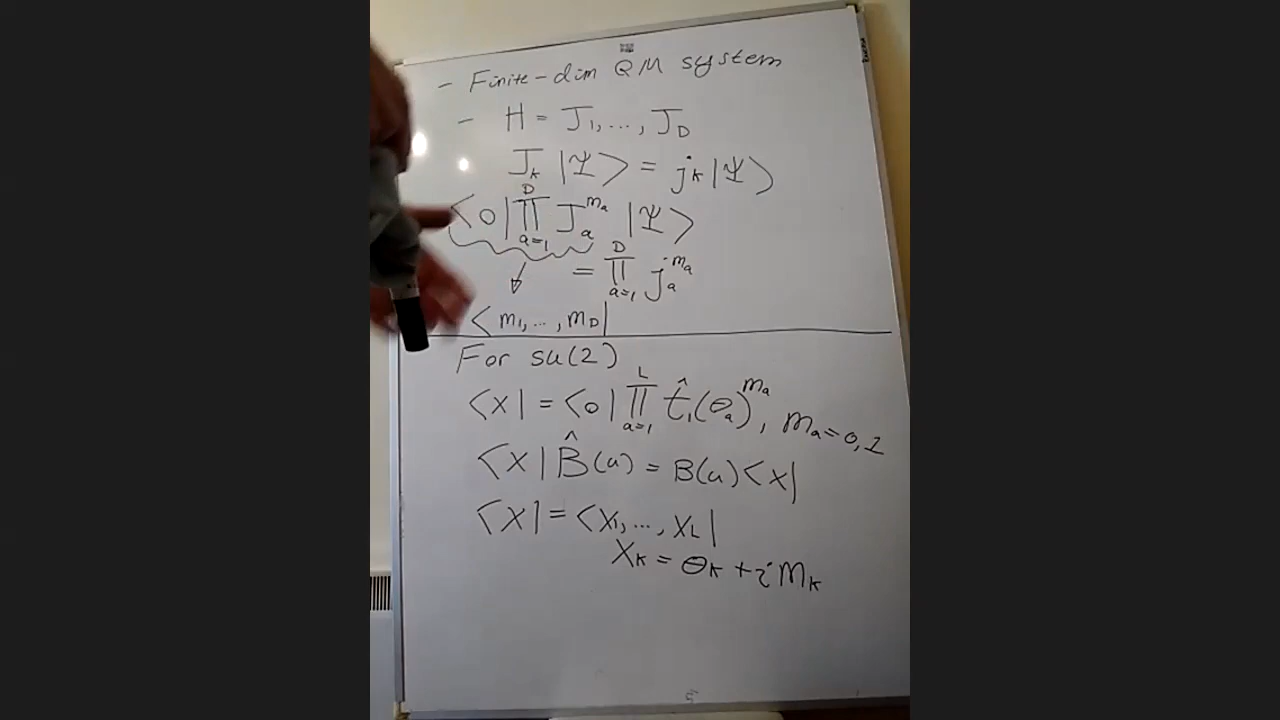 - Finite-dim QM system
- H = J₁,..., J_D
J_k |Ψ⟩ = j_k |Ψ⟩
⟨0| ∏_{a=1}^{D} J_a^{m_a} |Ψ⟩
= ∏_{a=1}^{D} j_a^{m_a}
⟨m₁,..., m_D|
For su(2)
⟨x| = ⟨0| ∏_{a=1}^{L} t̂₁(θ_a)^{m_a}, m_a = 0,1
⟨x| B̂(u) = B(u) ⟨x|
⟨x| = ⟨x₁,..., x_L|
x_k = θ_k + i m_k